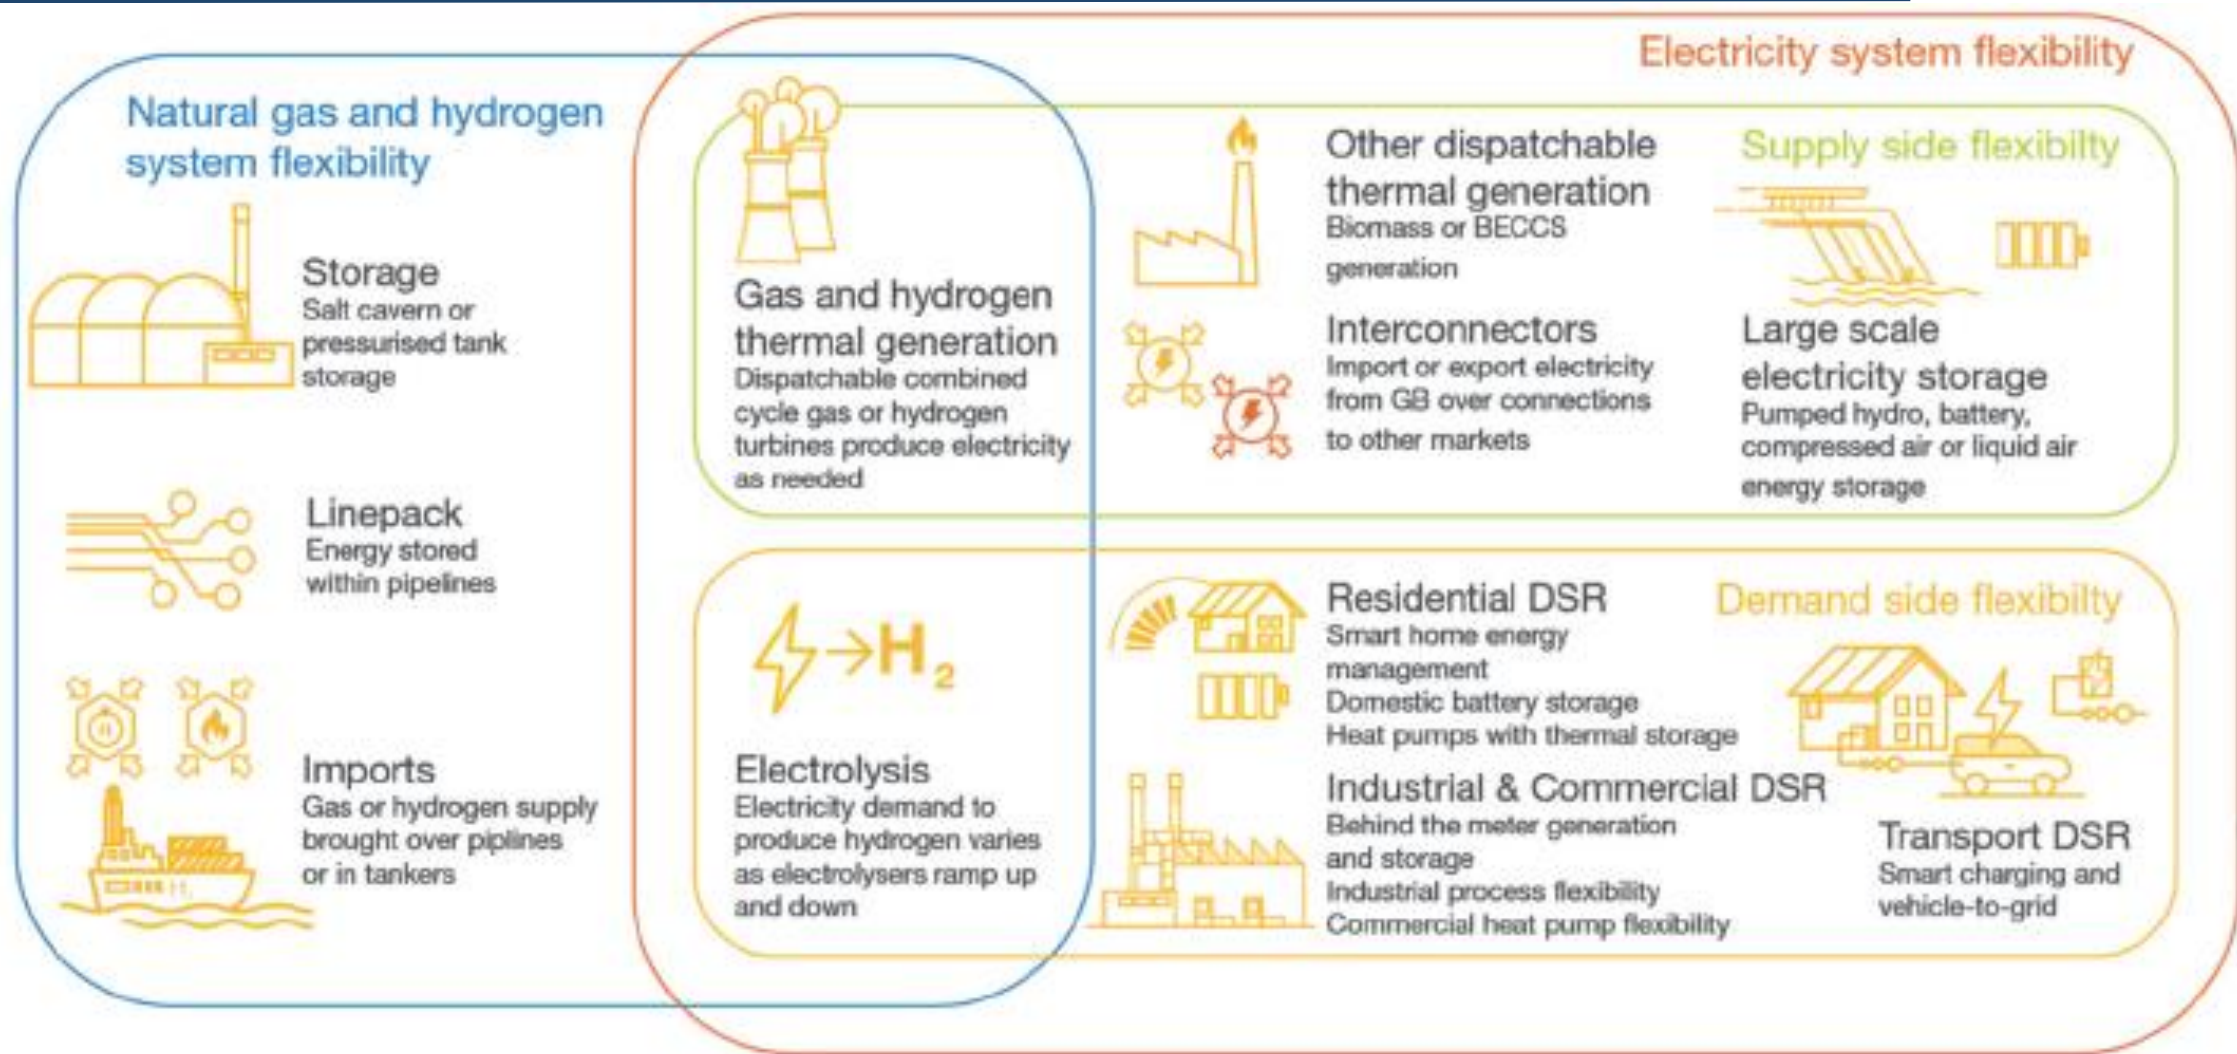 Electricity system flexibility
Natural gas and hydrogen
system flexibility
Storage
Salt cavern or
pressurised tank
storage
Linepack
Energy stored
within pipelines
Imports
Gas or hydrogen supply
brought over piplines
or in tankers
Gas and hydrogen
thermal generation
Dispatchable combined
cycle gas or hydrogen
turbines produce electricity
as needed
Other dispatchable
thermal generation
Biomass or BECCS
generation
Interconnectors
Import or export electricity
from GB over connections
to other markets
Supply side flexibilty
Large scale
electricity storage
Pumped hydro, battery,
compressed air or liquid air
energy storage
H2
Electrolysis
Electricity demand to
produce hydrogen varies
as electrolysers ramp up
and down
Residential DSR
Smart home energy
management
Domestic battery storage
Heat pumps with thermal storage
Industrial & Commercial DSR
Behind the meter generation
and storage
Industrial process flexibility
Commercial heat pump flexibility
Demand side flexibilty
Transport DSR
Smart charging and
vehicle-to-grid